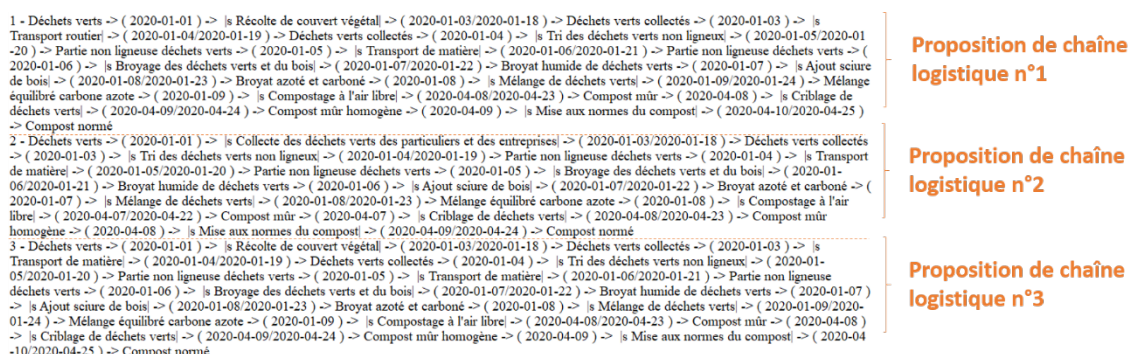 1 - Déchets verts -> ( 2020-01-01 ) -> |s Récolte de couvert végétal| -> ( 2020-01-03/2020-01-18 ) -> Déchets verts collectés -> ( 2020-01-03 ) -> |s
Transport routier| -> ( 2020-01-04/2020-01-19 ) -> Déchets verts collectés -> ( 2020-01-04 ) -> |s Tri des déchets verts non ligneux| -> ( 2020-01-05/2020-01
-20 ) -> Partie non ligneuse déchets verts -> ( 2020-01-05 ) -> |s Transport de matière| -> ( 2020-01-06/2020-01-21 ) -> Partie non ligneuse déchets verts -> (
2020-01-06 ) -> |s Broyage des déchets verts et du bois| -> ( 2020-01-07/2020-01-22 ) -> Broyat humide de déchets verts -> ( 2020-01-07 ) -> |s Ajout sciure
de bois| -> ( 2020-01-08/2020-01-23 ) -> Broyat azoté et carboné -> ( 2020-01-08 ) -> |s Mélange de déchets verts| -> ( 2020-01-09/2020-01-24 ) -> Mélange
équilibré carbone azote -> ( 2020-01-09 ) -> |s Compostage à l'air libre| -> ( 2020-04-08/2020-04-23 ) -> Compost mûr -> ( 2020-04-08 ) -> |s Criblage de
déchets verts| -> ( 2020-04-09/2020-04-24 ) -> Compost mûr homogène -> ( 2020-04-09 ) -> |s Mise aux normes du compost| -> ( 2020-04-10/2020-04-25 )
-> Compost normé
Proposition de chaîne
logistique n°1
2 - Déchets verts -> ( 2020-01-01 ) -> |s Collecte des déchets verts des particuliers et des entreprises| -> ( 2020-01-03/2020-01-18 ) -> Déchets verts collectés
-> ( 2020-01-03 ) -> |s Tri des déchets verts non ligneux| -> ( 2020-01-04/2020-01-19 ) -> Partie non ligneuse déchets verts -> ( 2020-01-04 ) -> |s Transport
de matière| -> ( 2020-01-05/2020-01-20 ) -> Partie non ligneuse déchets verts -> ( 2020-01-05 ) -> |s Broyage des déchets verts et du bois| -> ( 2020-01-
06/2020-01-21 ) -> Broyat humide de déchets verts -> ( 2020-01-06 ) -> |s Ajout sciure de bois| -> ( 2020-01-07/2020-01-22 ) -> Broyat azoté et carboné -> (
2020-01-07 ) -> |s Mélange de déchets verts| -> ( 2020-01-08/2020-01-23 ) -> Mélange équilibré carbone azote -> ( 2020-01-08 ) -> |s Compostage à l'air
libre| -> ( 2020-04-07/2020-04-22 ) -> Compost mûr -> ( 2020-04-07 ) -> |s Criblage de déchets verts| -> ( 2020-04-08/2020-04-23 ) -> Compost mûr
homogène -> ( 2020-04-08 ) -> |s Mise aux normes du compost| -> ( 2020-04-09/2020-04-24 ) -> Compost normé
Proposition de chaîne
logistique n°2
3 - Déchets verts -> ( 2020-01-01 ) -> |s Récolte de couvert végétal| -> ( 2020-01-03/2020-01-18 ) -> Déchets verts collectés -> ( 2020-01-03 ) -> |s
Transport de matière| -> ( 2020-01-04/2020-01-19 ) -> Déchets verts collectés -> ( 2020-01-04 ) -> |s Tri des déchets verts non ligneux| -> ( 2020-01-
05/2020-01-20 ) -> Partie non ligneuse déchets verts -> ( 2020-01-05 ) -> |s Transport de matière| -> ( 2020-01-06/2020-01-21 ) -> Partie non ligneuse
déchets verts -> ( 2020-01-06 ) -> |s Broyage des déchets verts et du bois| -> ( 2020-01-07/2020-01-22 ) -> Broyat humide de déchets verts -> ( 2020-01-07 )
-> |s Ajout sciure de bois| -> ( 2020-01-08/2020-01-23 ) -> Broyat azoté et carboné -> ( 2020-01-08 ) -> |s Mélange de déchets verts| -> ( 2020-01-09/2020-
01-24 ) -> Mélange équilibré carbone azote -> ( 2020-01-09 ) -> |s Compostage à l'air libre| -> ( 2020-04-08/2020-04-23 ) -> Compost mûr -> ( 2020-04-08 )
-> |s Criblage de déchets verts| -> ( 2020-04-09/2020-04-24 ) -> Compost mûr homogène -> ( 2020-04-09 ) -> |s Mise aux normes du compost| -> ( 2020-04
-10/2020-04-25 ) -> Compost normé
Proposition de chaîne
logistique n°3